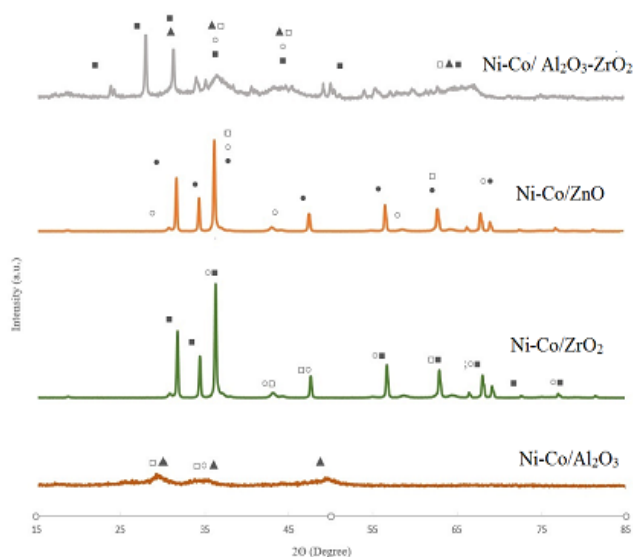 Ni-Co/ Al₂O₃-ZrO₂
Ni-Co/ZnO
Ni-Co/ZrO₂
Ni-Co/Al₂O₃
Intensity (a.u.)
15 25 35 45 55 65 75 85
2Θ (Degree)